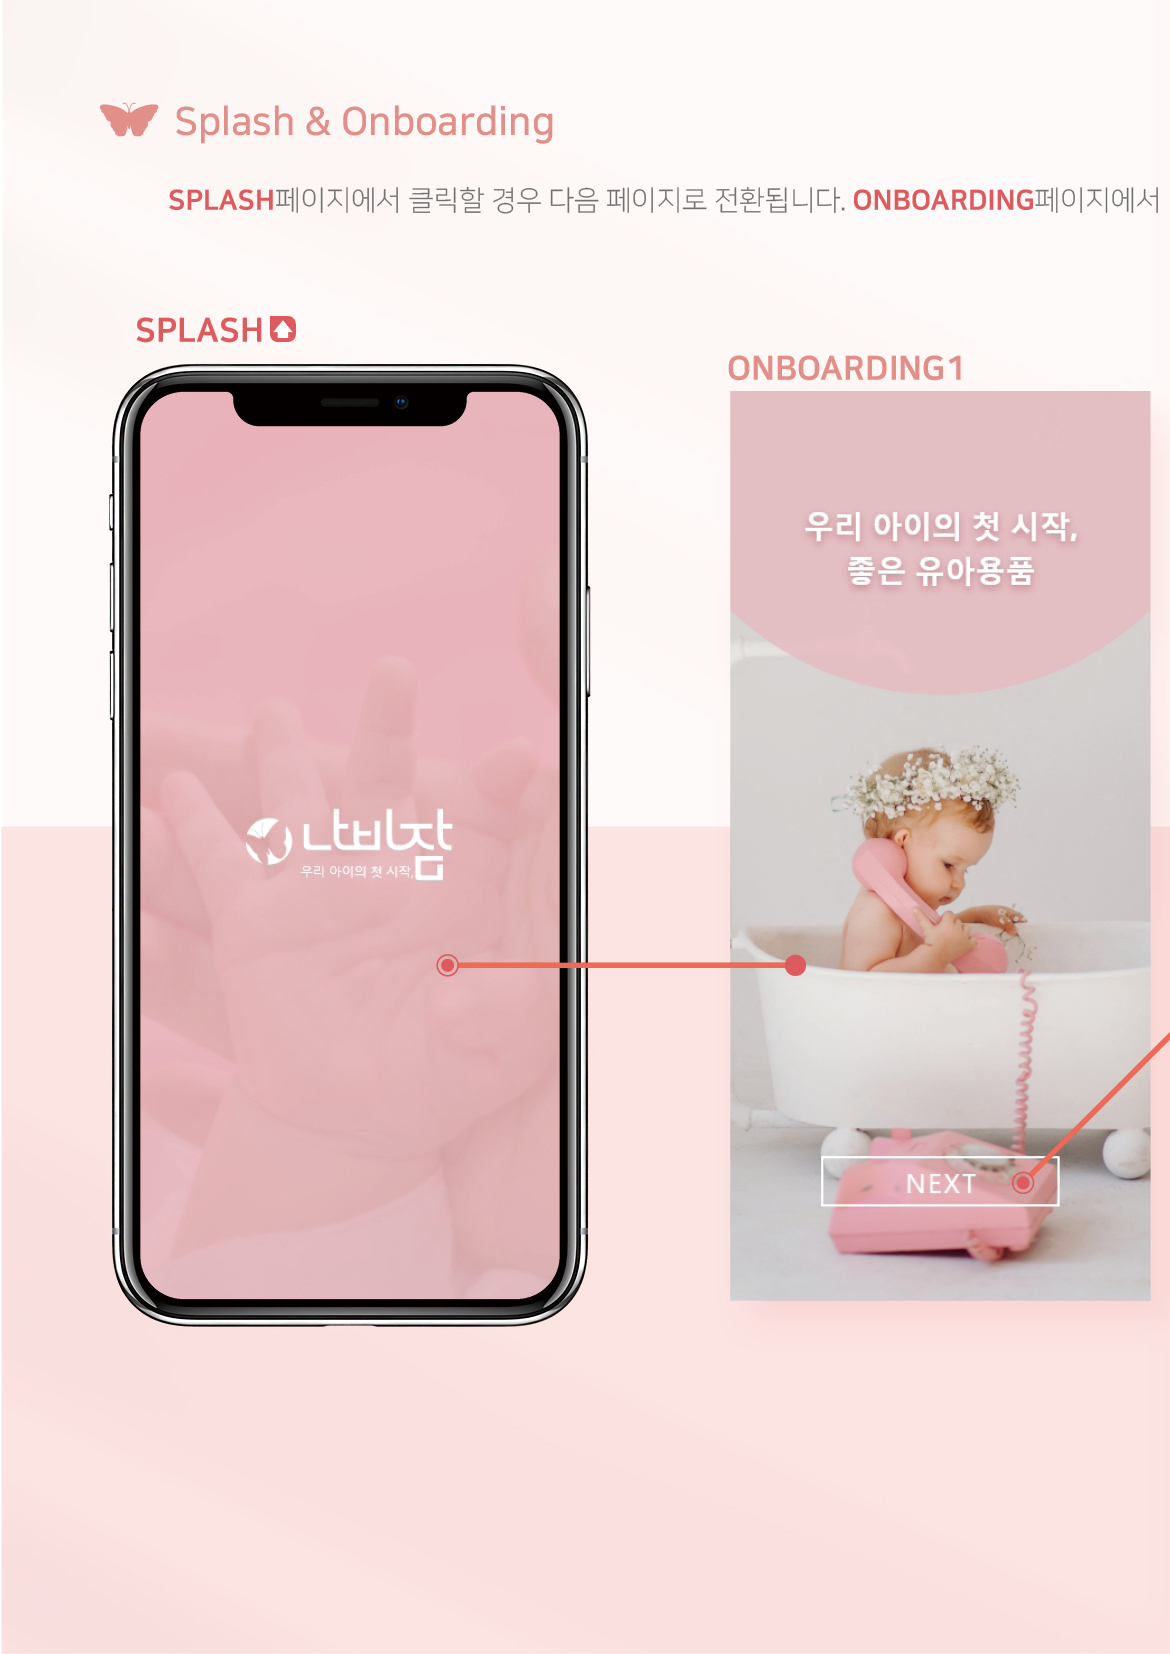 Splash & Onboarding
SPLASH페이지에서 클릭할 경우 다음 페이지로 전환됩니다. ONBOARDING페이지에서
SPLASH
ONBOARDING1
우리 아이의 첫 시작,
좋은 유아용품
나비잠
우리 아이의 첫 시작,
NEXT